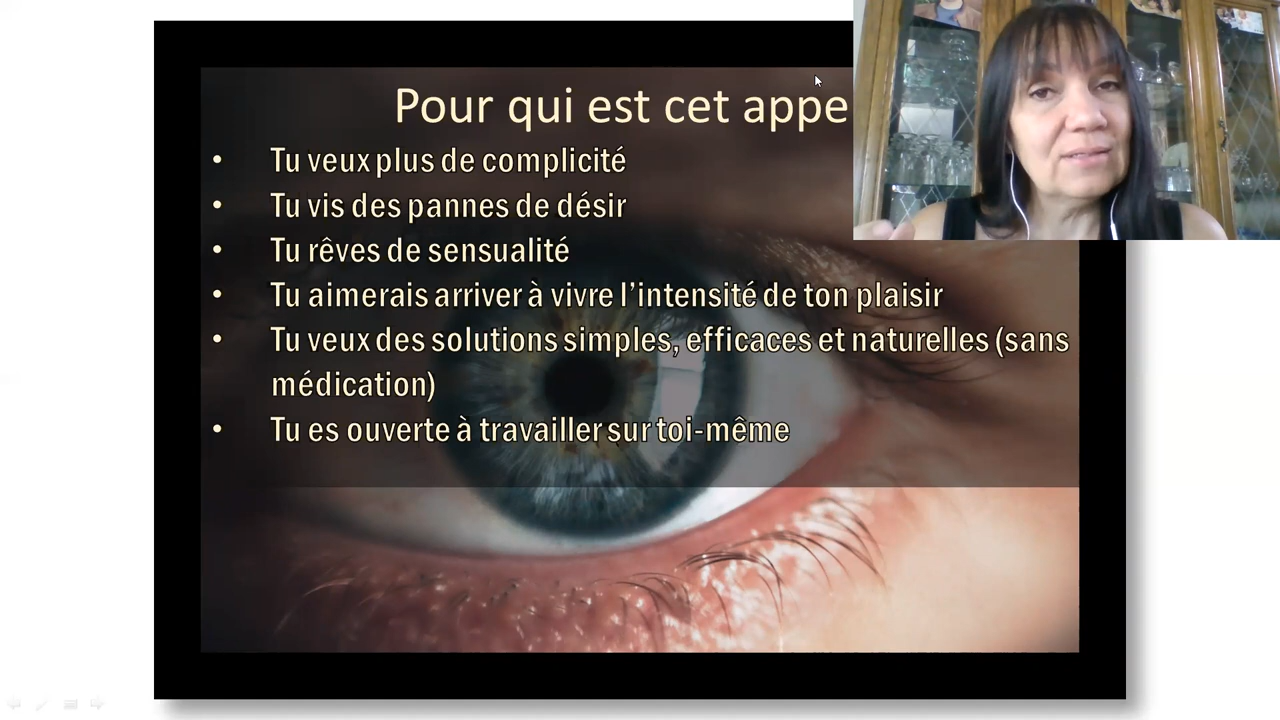 Pour qui est cet appe
• Tu veux plus de complicité
• Tu vis des pannes de désir
• Tu rêves de sensualité
• Tu aimerais arriver à vivre l’intensité de ton plaisir
• Tu veux des solutions simples, efficaces et naturelles (sans
médication)
• Tu es ouverte à travailler sur toi-même